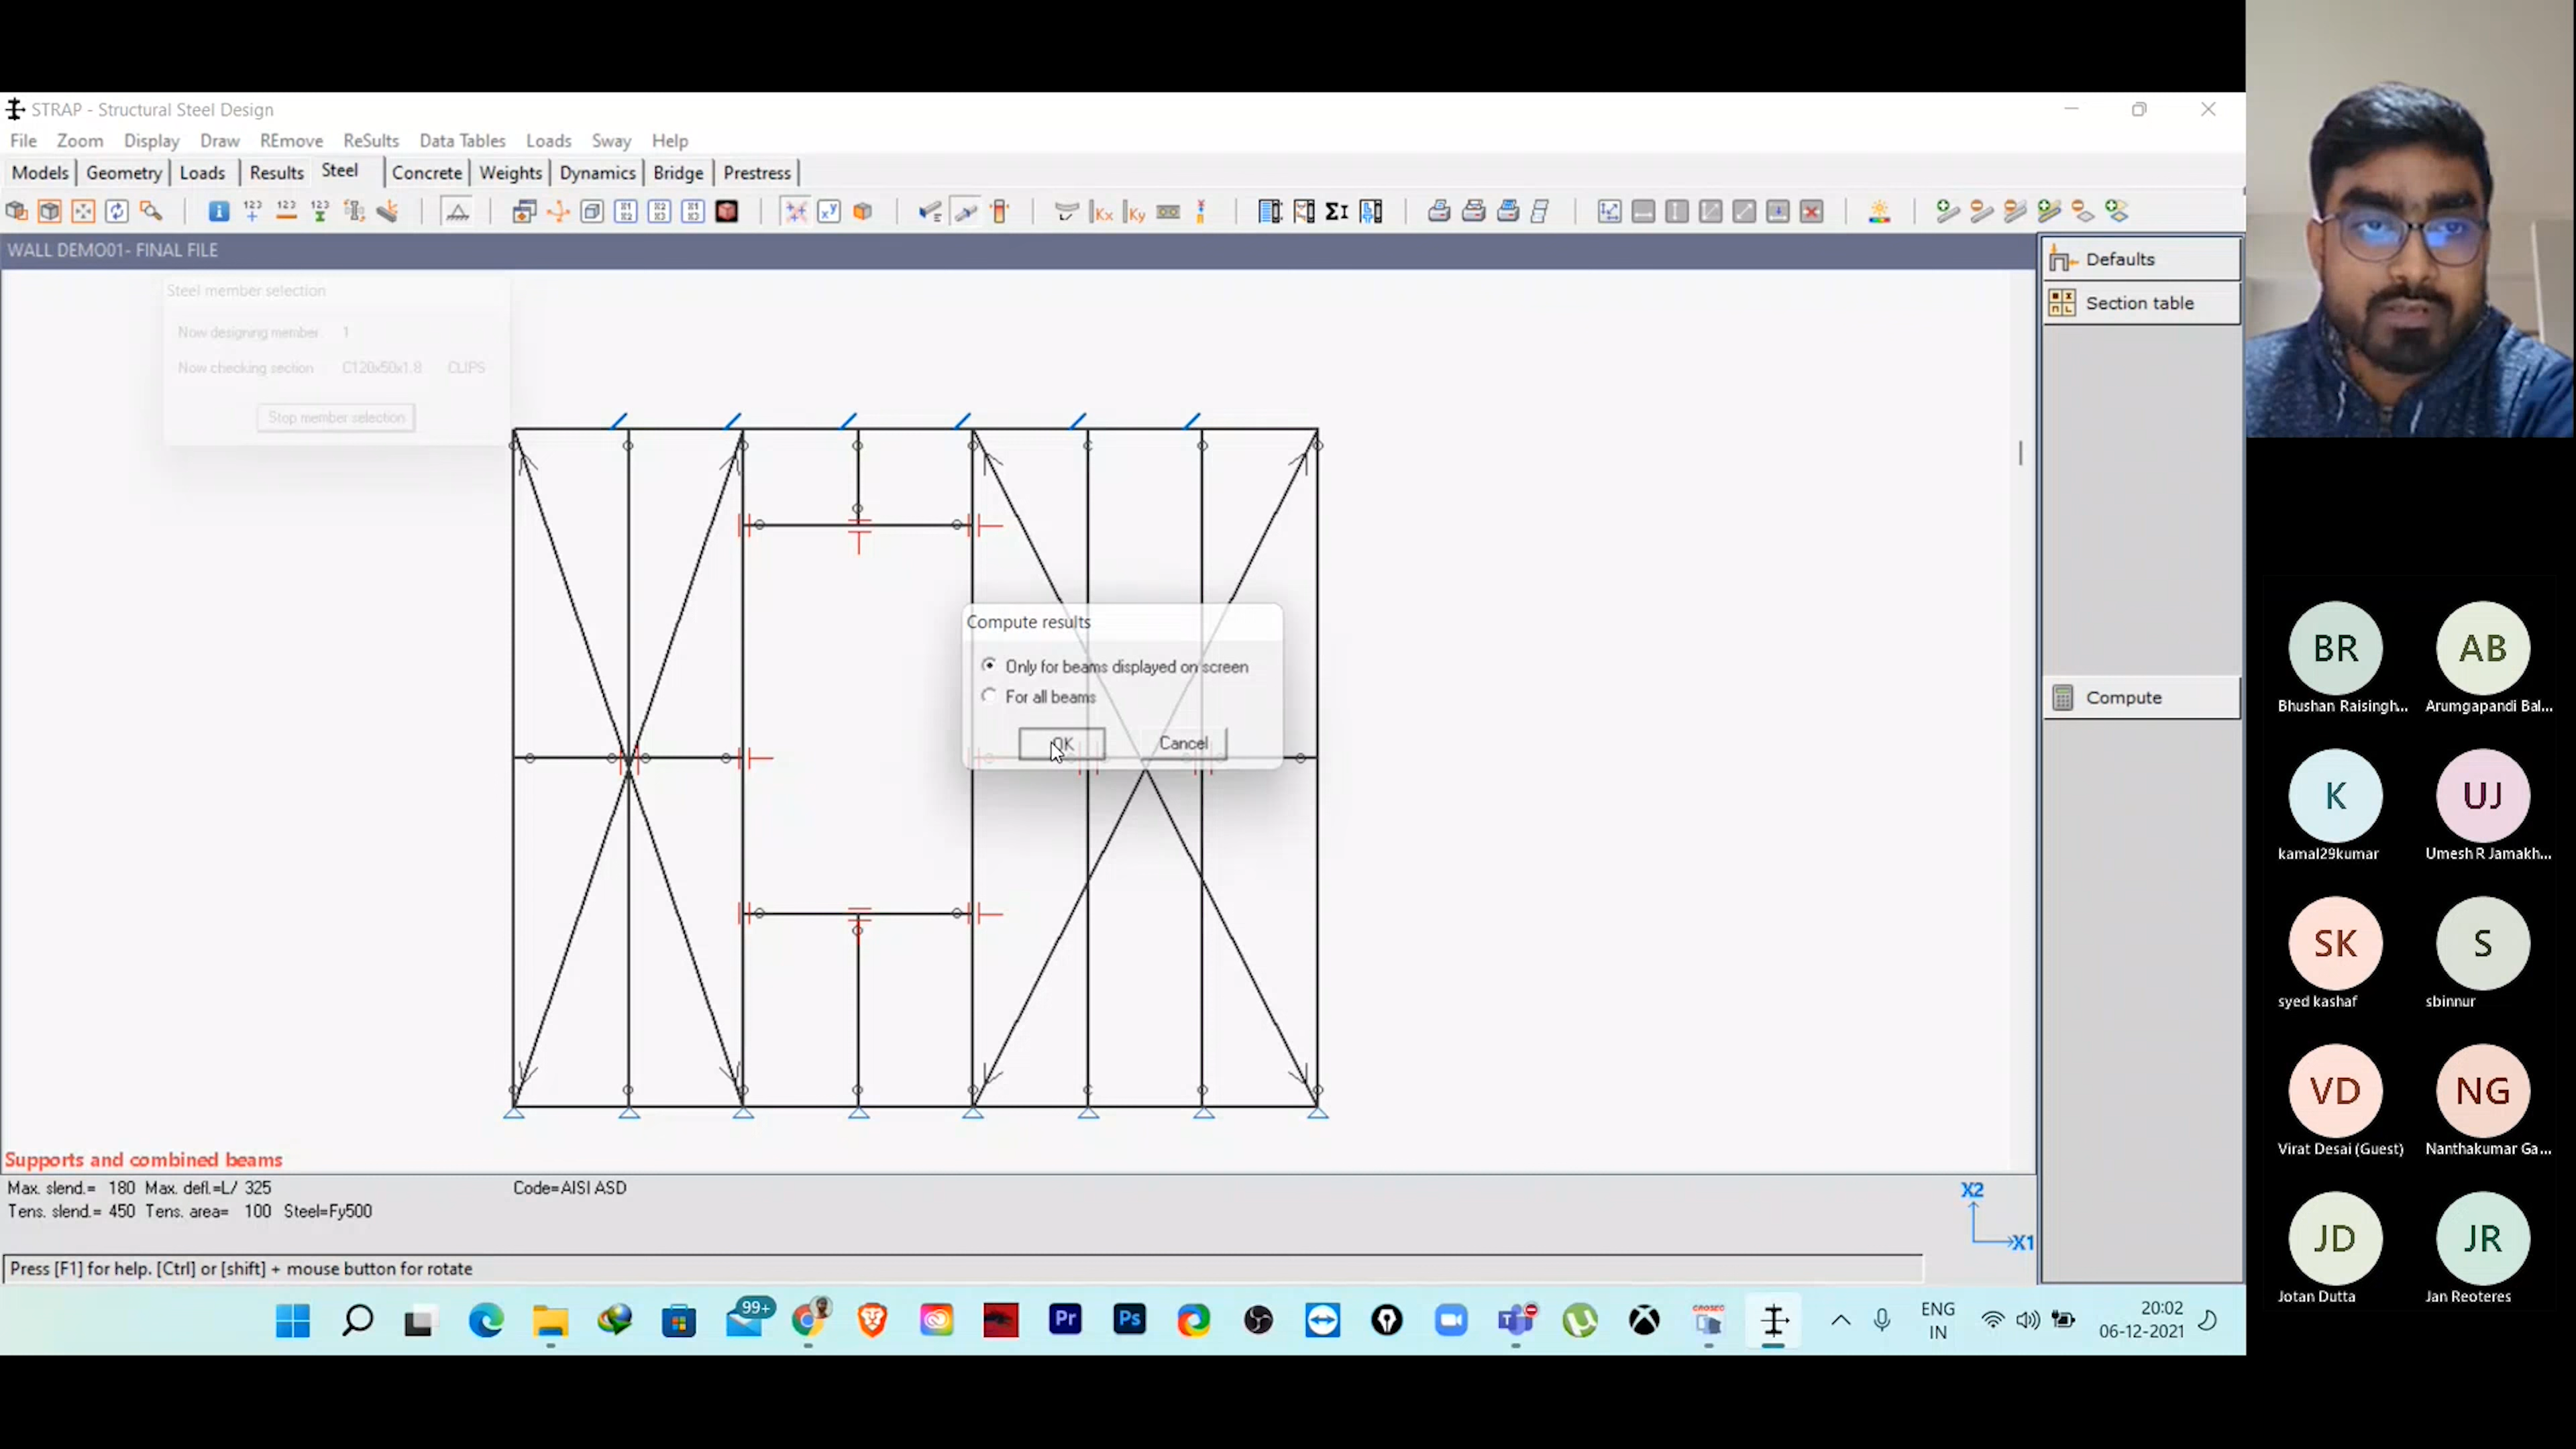 STRAP - Structural Steel Design
File Zoom Display Draw REmove ReSults Data Tables Loads Sway Help
Models Geometry Loads Results Steel Concrete Weights Dynamics Bridge Prestress
WALL DEMO01- FINAL FILE
Steel member selection
Now designing member 1
Now checking section C120x50x1.8 CLIPS
Stop member selection
Compute results
Only for beams displayed on screen
For all beams
OK Cancel
Defaults
Section table
Compute
Supports and combined beams
Max. slend.= 180 Max. defl.=L/ 325 Code=AISI ASD
Tens. slend.= 450 Tens. area= 100 Steel=Fy500
X2
X1
Press [F1] for help. [Ctrl] or [shift] + mouse button for rotate
99+
Pr
Ps
CROSEC
ENG
IN
20:02
06-12-2021
BR AB
Bhushan Raisingh... Arumgapandi Bal...
K UJ
kamal29kumar Umesh R Jamakh...
SK S
syed kashaf sbinnur
VD NG
Virat Desai (Guest) Nanthakumar Ga...
JD JR
Jotan Dutta Jan Reoteres